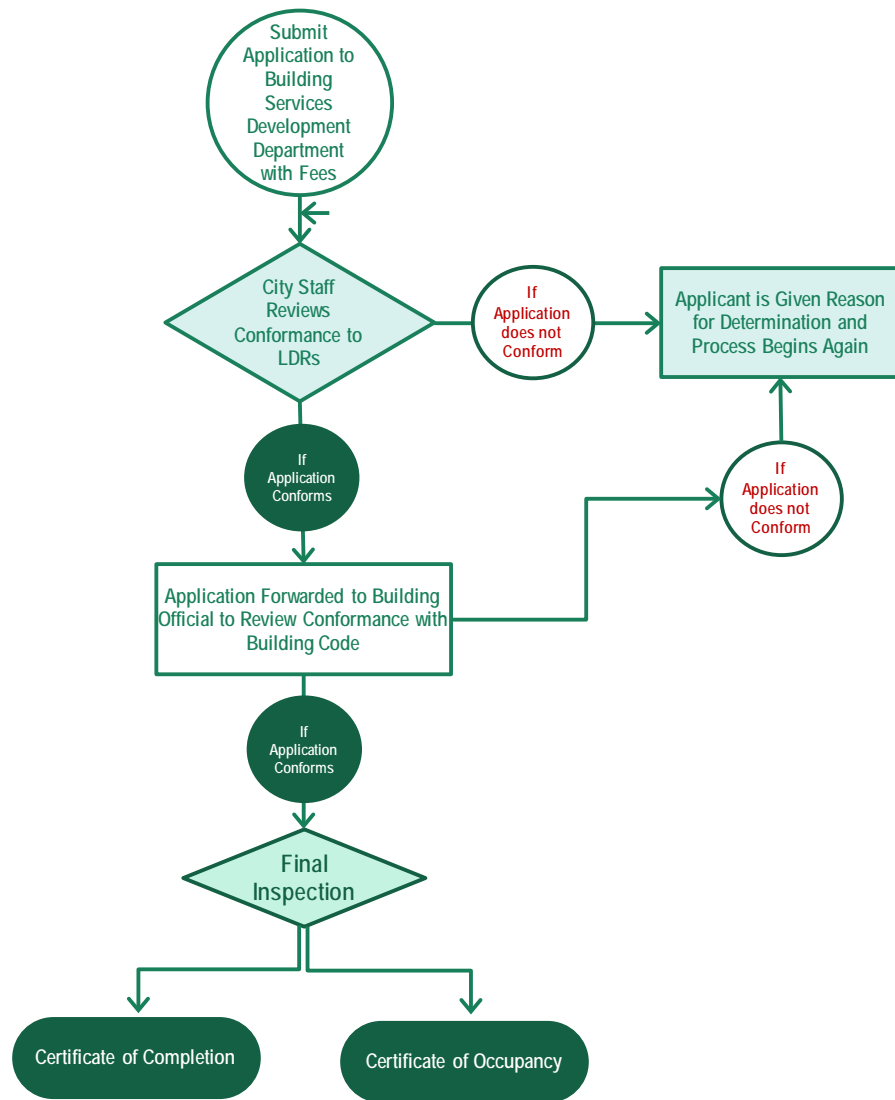 Submit
Application to
Building
Services
Development
Department
with Fees
City Staff
Reviews
Conformance to
LDRs
If
Application
does not
Conform
Applicant is Given Reason
for Determination and
Process Begins Again
If
Application
Conforms
If
Application
does not
Conform
Application Forwarded to Building
Official to Review Conformance with
Building Code
If
Application
Conforms
Final
Inspection
Certificate of Completion
Certificate of Occupancy